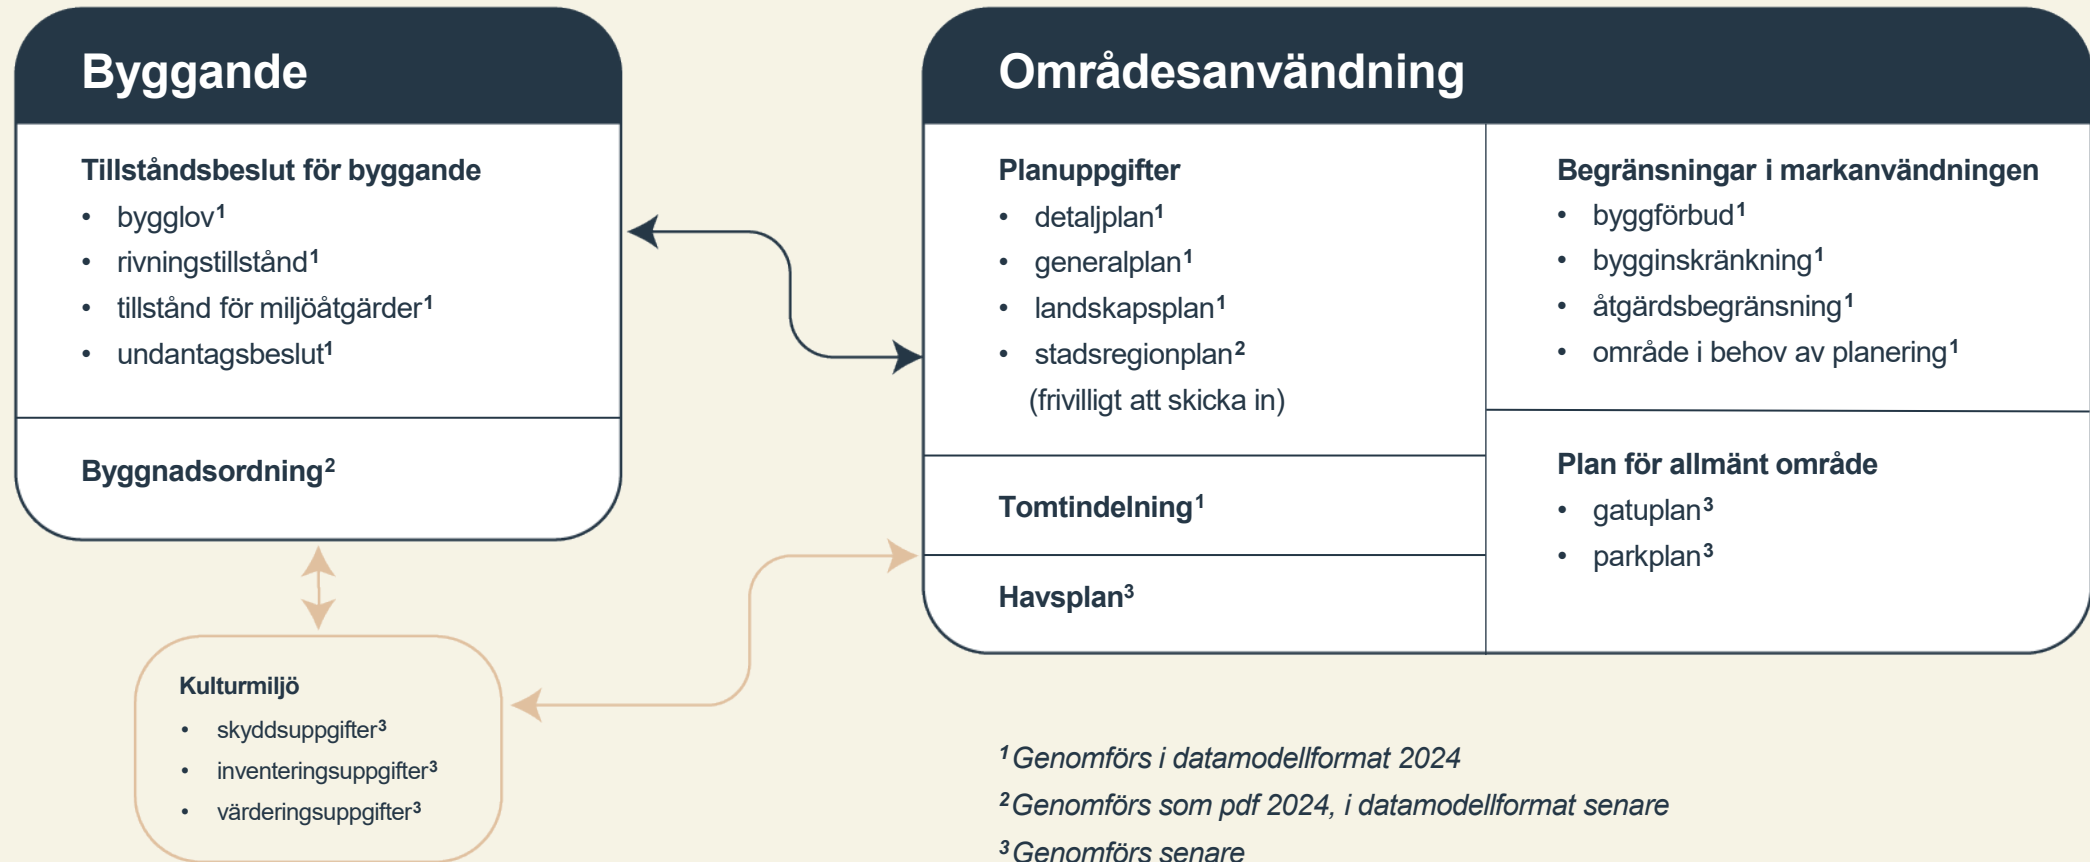 Byggande
Tillståndsbeslut för byggande
• bygglov¹
• rivningstillstånd¹
• tillstånd för miljöåtgärder¹
• undantagsbeslut¹
Byggnadsordning²
Kulturmiljö
• skyddsuppgifter³
• inventeringsuppgifter³
• värderingsuppgifter³
Områdesanvändning
Planuppgifter
• detaljplan¹
• generalplan¹
• landskapsplan¹
• stadsregionplan²
(frivilligt att skicka in)
Tomtindelning¹
Havsplan³
Begränsningar i markanvändningen
• byggförbud¹
• bygginskränkning¹
• åtgärdsbegränsning¹
• område i behov av planering¹
Plan för allmänt område
• gatuplan³
• parkplan³
¹Genomförs i datamodellformat 2024
²Genomförs som pdf 2024, i datamodellformat senare
³Genomförs senare